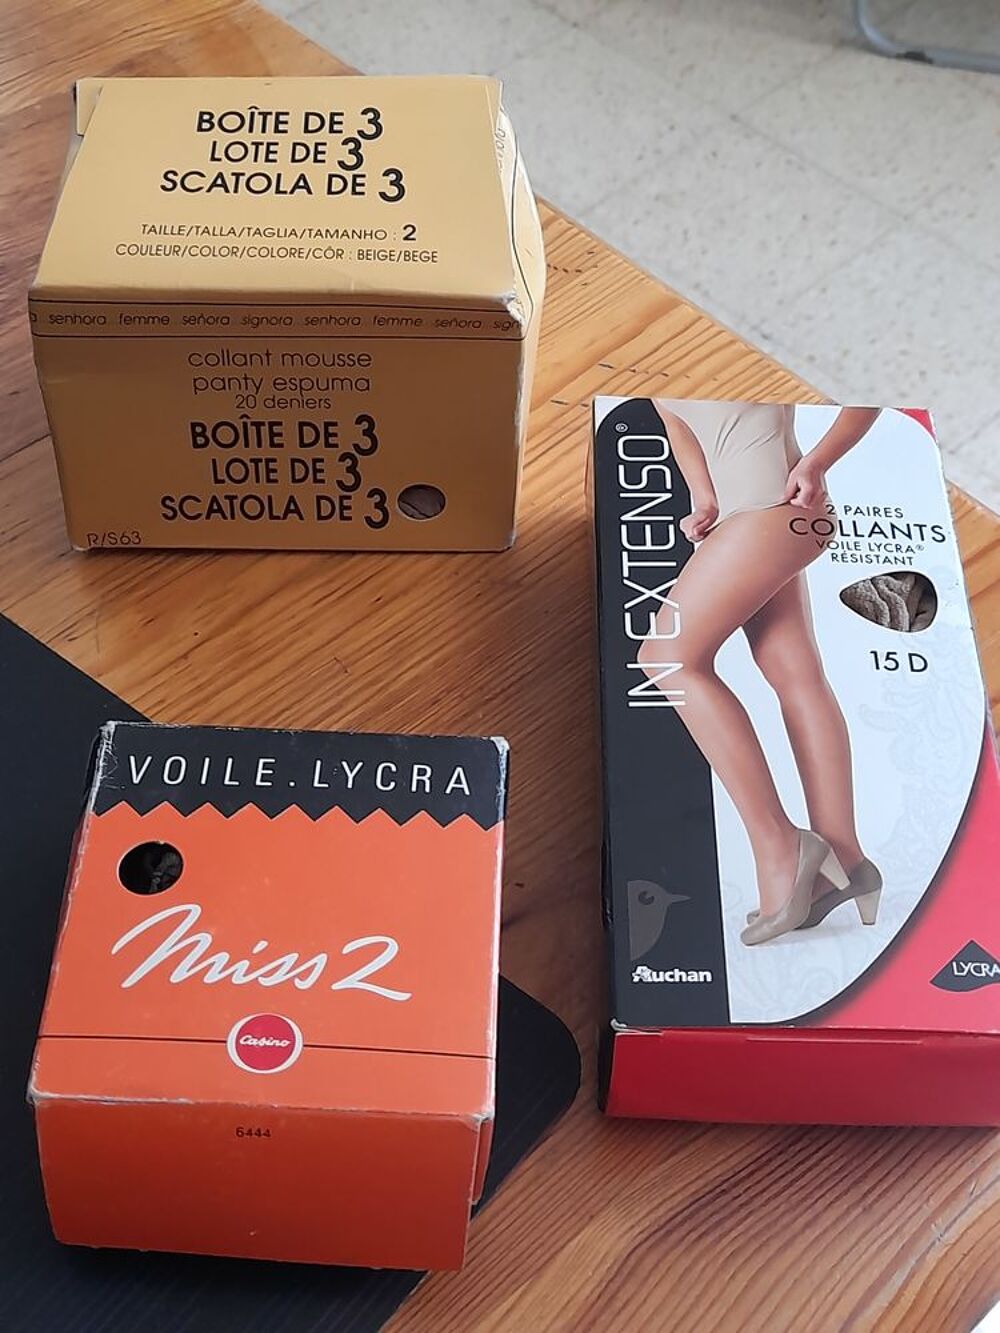 BOÎTE DE 3
LOTE DE 3
SCATOLA DE 3
TAILLE/TALLA/TAGLIA/TAMANHO : 2
COULEUR/COLOR/COLORE/CÔR : BEIGE/BEGE
senhora femme señora signora senhora femme señora
collant mousse
panty espuma
20 deniers
BOÎTE DE 3
LOTE DE 3
SCATOLA DE 3
R/S63
IN EXTENSO®
2 PAIRES
COLLANTS
VOILE LYCRA®
RÉSISTANT
15 D
Auchan
LYCRA
VOILE.LYCRA
Miss 2
Casino
6444